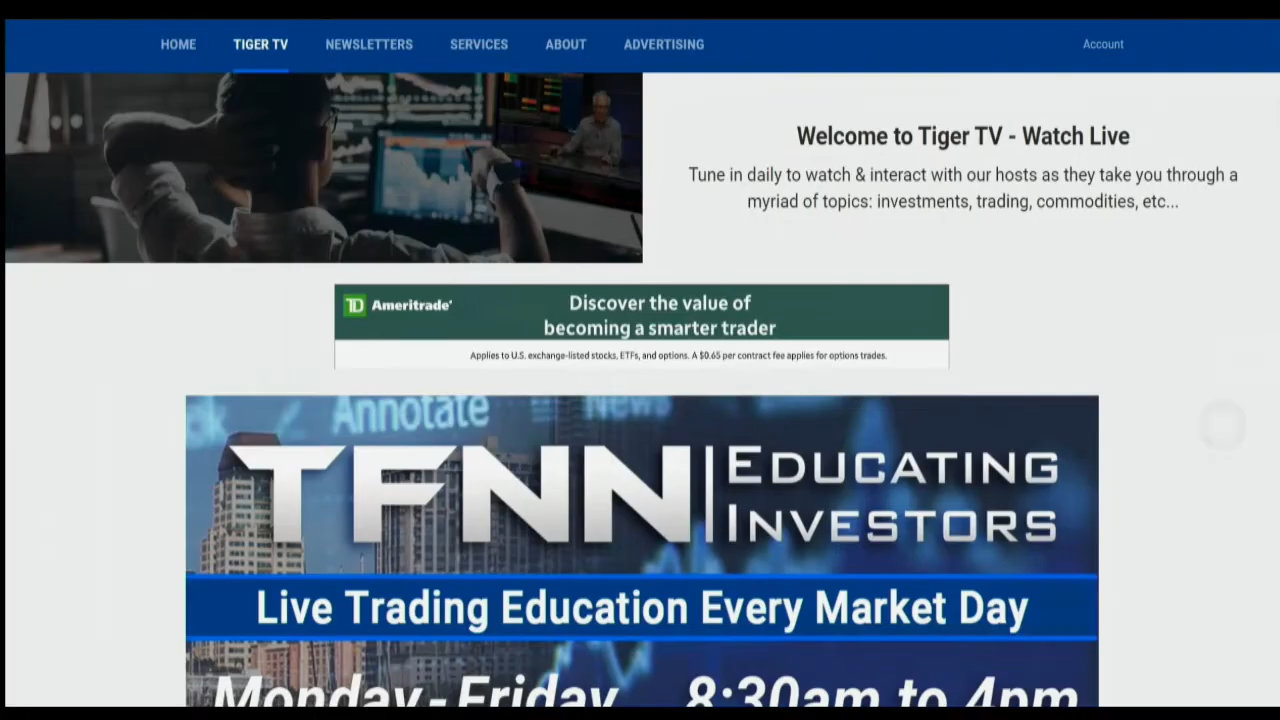 HOME TIGER TV NEWSLETTERS SERVICES ABOUT ADVERTISING Account
Welcome to Tiger TV - Watch Live
Tune in daily to watch & interact with our hosts as they take you through a
myriad of topics: investments, trading, commodities, etc...
TD Ameritrade
Discover the value of
becoming a smarter trader
Applies to U.S. exchange-listed stocks, ETFs, and options. A $0.65 per contract fee applies for options trades.
Annotate News
TFNN EDUCATING
INVESTORS
Live Trading Education Every Market Day
Monday - Friday 8:30am to 4pm